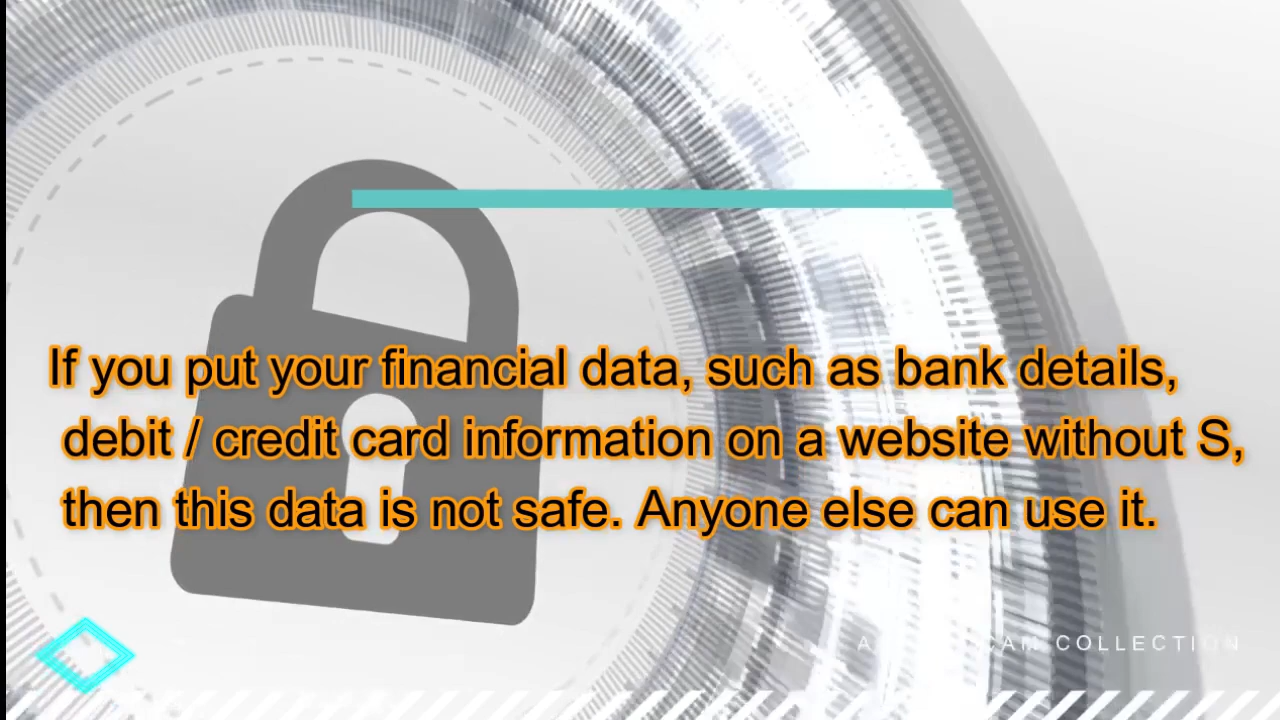 If you put your financial data, such as bank details,
debit / credit card information on a website without S,
then this data is not safe. Anyone else can use it.
COLLECTION